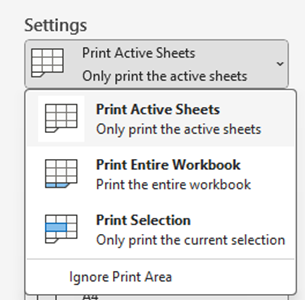 Settings
Print Active Sheets
Only print the active sheets
Print Active Sheets
Only print the active sheets
Print Entire Workbook
Print the entire workbook
Print Selection
Only print the current selection
Ignore Print Area
A4